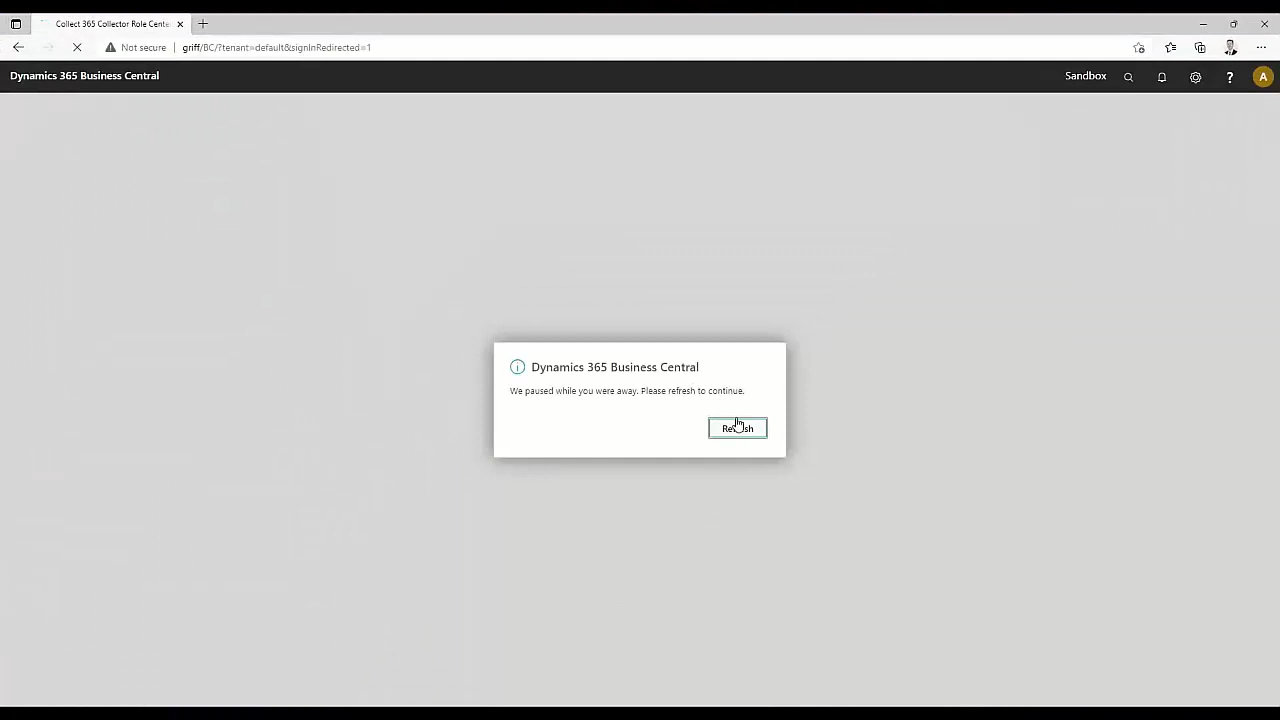 Collect 365 Collector Role Cente
Not secure
griff/BC/?tenant=default&signInRedirected=1
Dynamics 365 Business Central
Sandbox
?
A
Dynamics 365 Business Central
We paused while you were away. Please refresh to continue.
Refresh